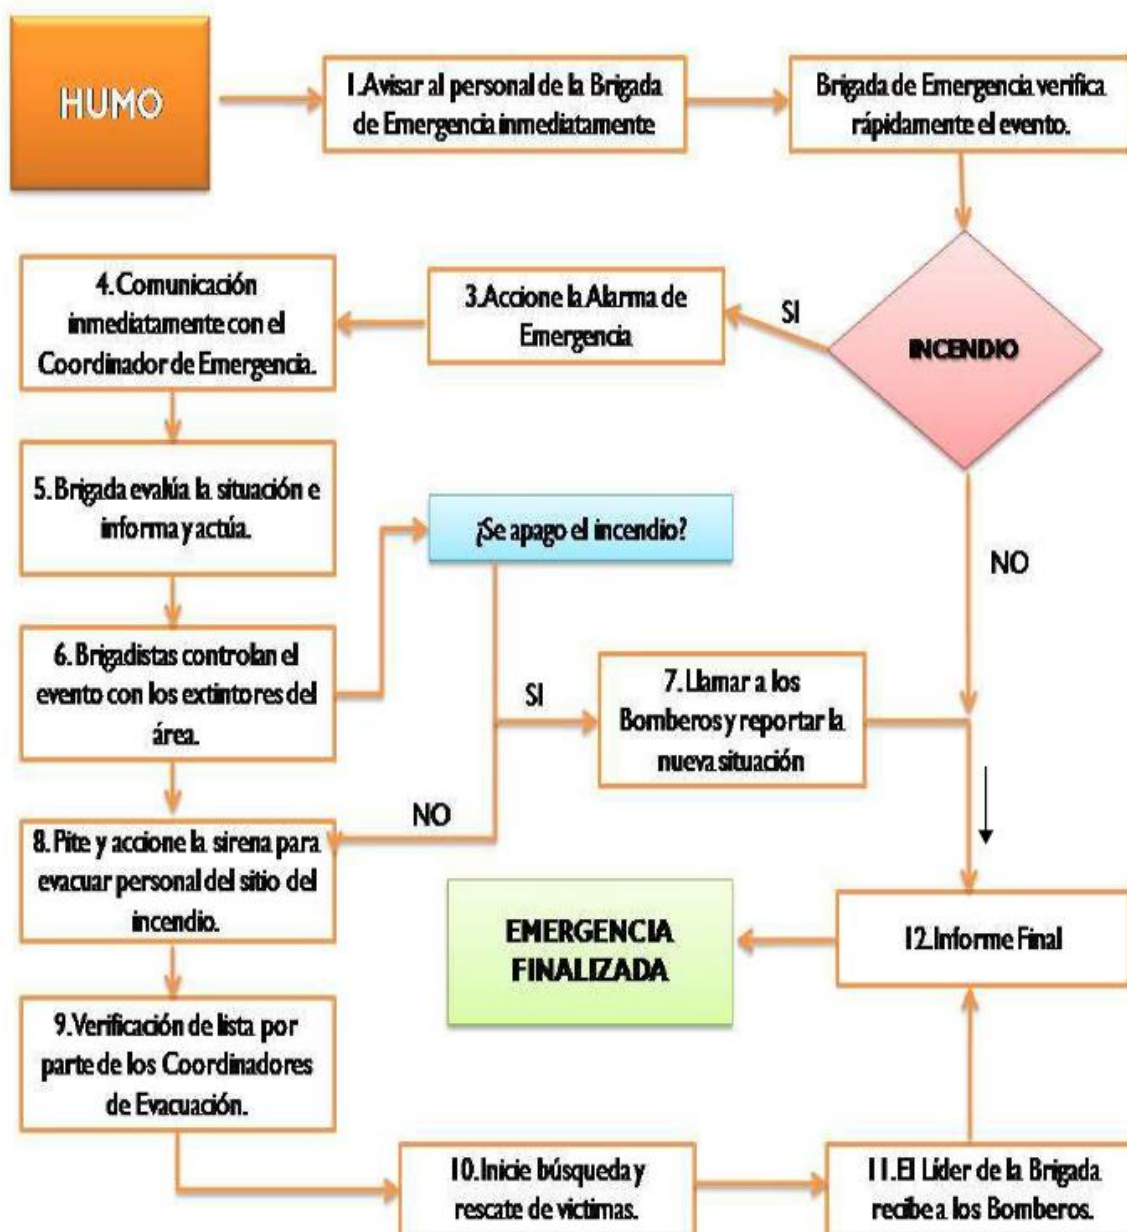 HUMO
1.Avisar al personal de la Brigada
de Emergencia inmediatamente
Brigada de Emergencia verifica
rápidamente el evento.
INCENDIO
SI
3.Accione la Alarma de
Emergencia
4.Comunicación
inmediatamente con el
Coordinador de Emergencia.
5.Brigada evalúa la situación e
informa y actúa.
¿Se apago el incendio?
NO
6.Brigadistas controlan el
evento con los extintores del
área.
SI
7.Llamar a los
Bomberos y reportar la
nueva situación
NO
8.Pite y accione la sirena para
evacuar personal del sitio del
incendio.
EMERGENCIA
FINALIZADA
12.Informe Final
9.Verificación de lista por
parte de los Coordinadores
de Evacuación.
10.Inicie búsqueda y
rescate de victimas.
11.El Líder de la Brigada
recibe a los Bomberos.